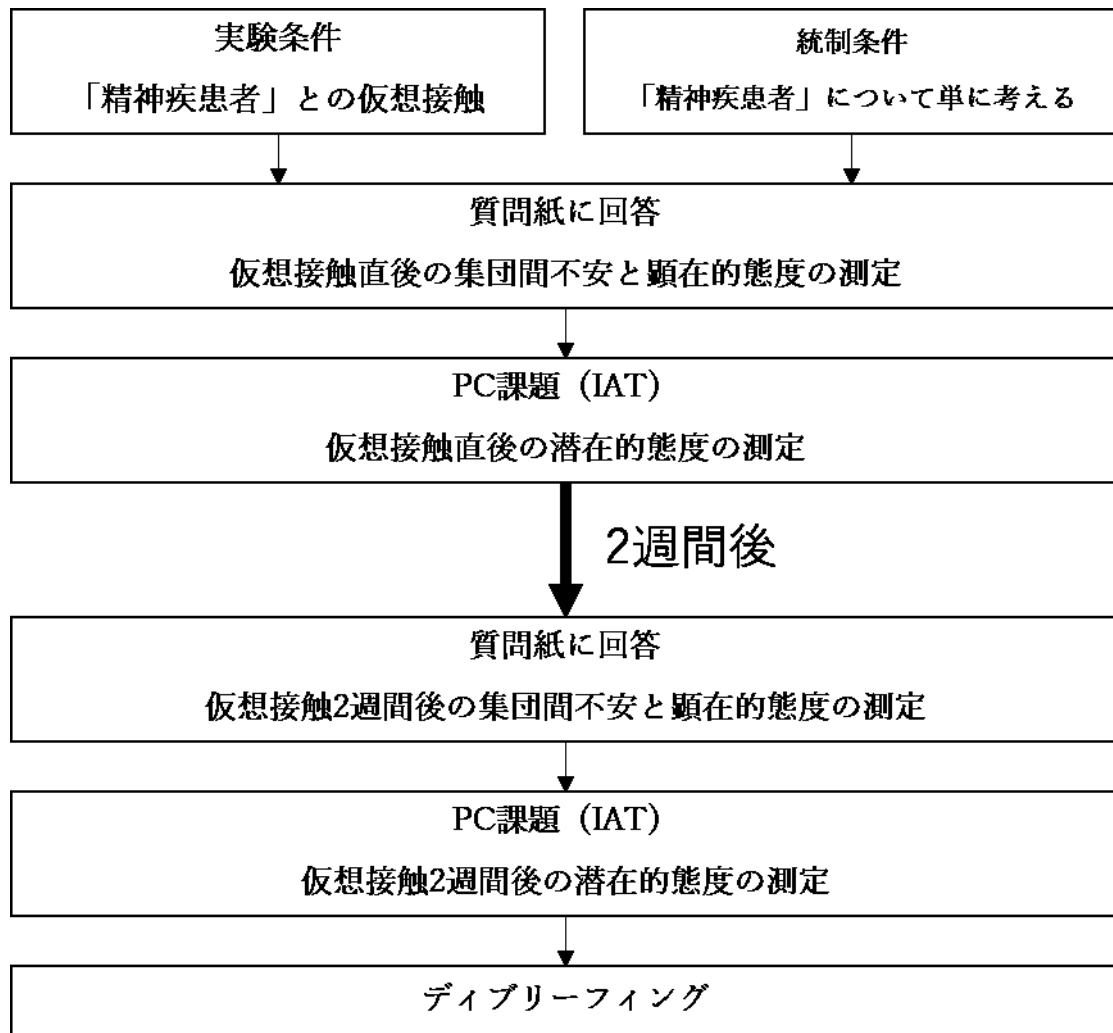 実験条件
「精神疾患者」との仮想接触
統制条件
「精神疾患者」について単に考える
質問紙に回答
仮想接触直後の集団間不安と顕在的態度の測定
PC課題（IAT）
仮想接触直後の潜在的態度の測定
2週間後
質問紙に回答
仮想接触2週間後の集団間不安と顕在的態度の測定
PC課題（IAT）
仮想接触2週間後の潜在的態度の測定
ディブリーフィング